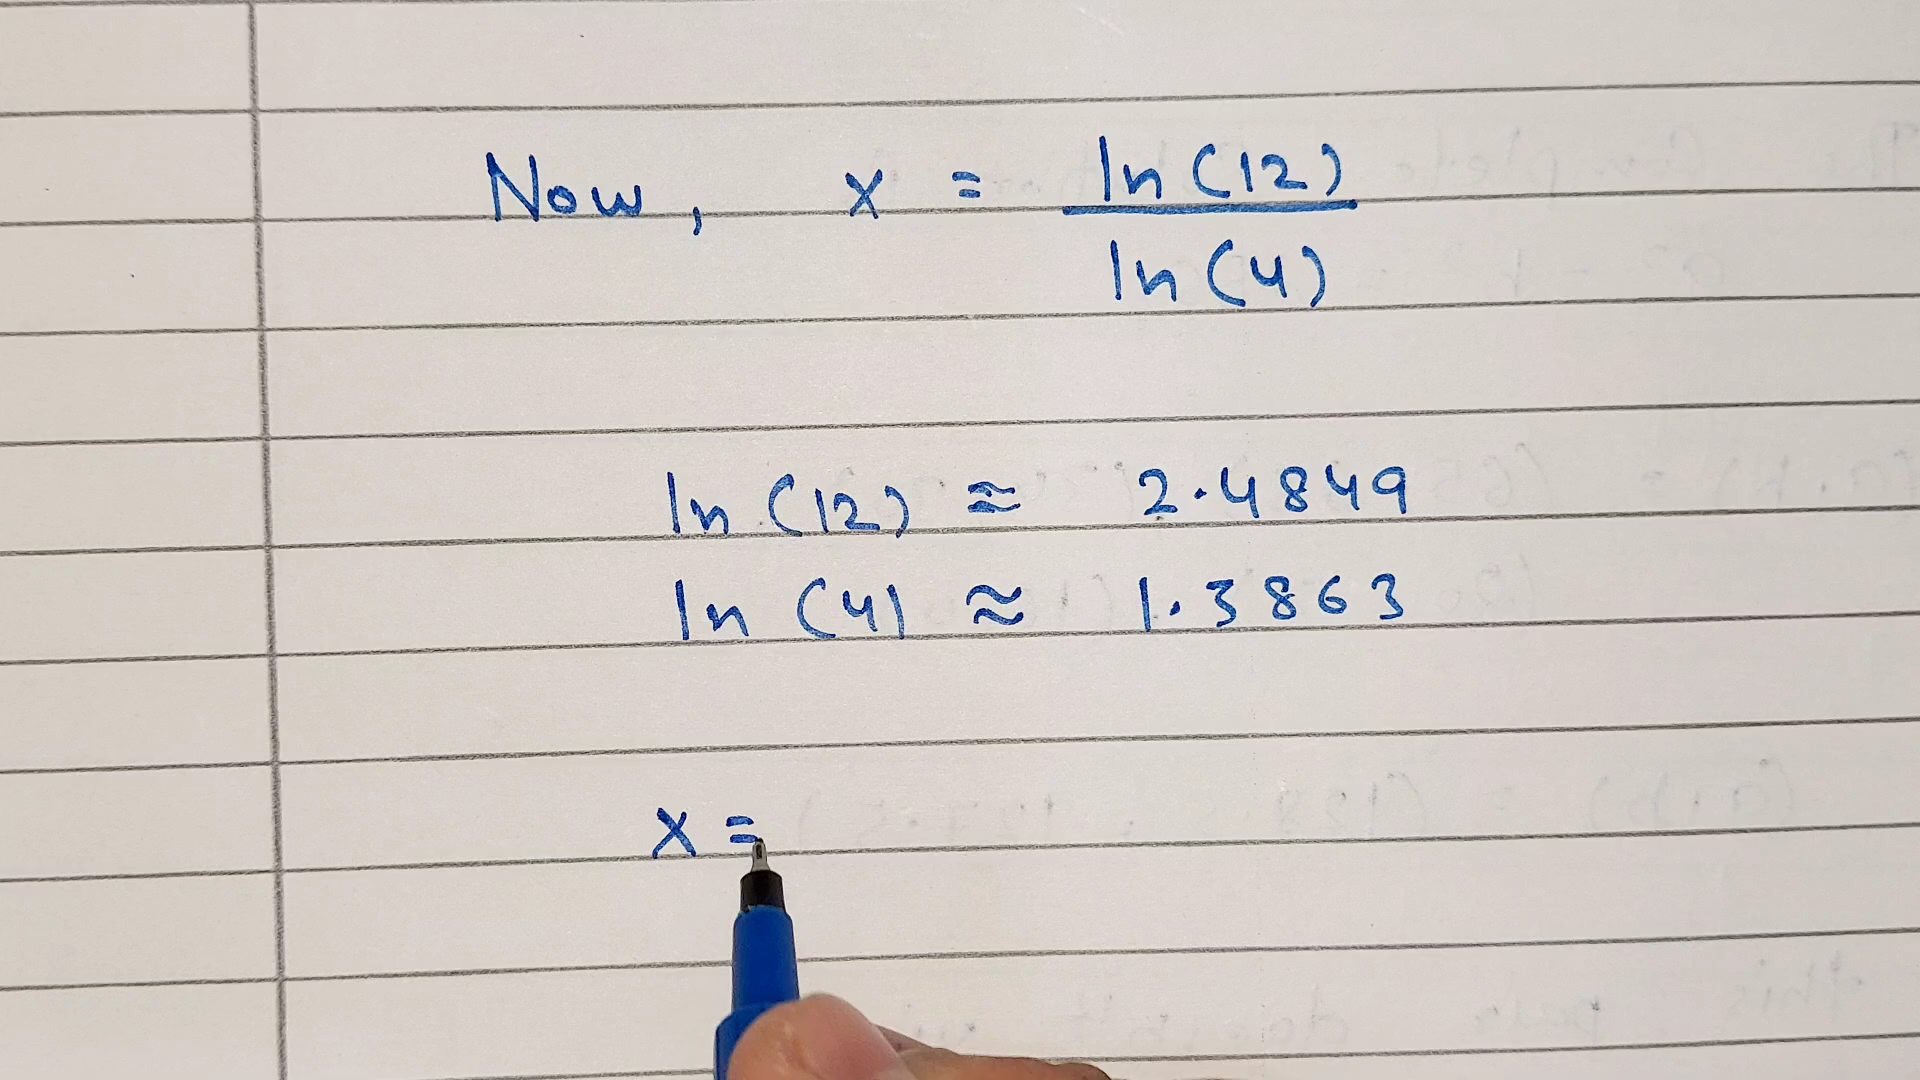 Now, x = ln(12)
ln(4)
ln(12) ≈ 2.4849
ln(4) ≈ 1.3863
x =